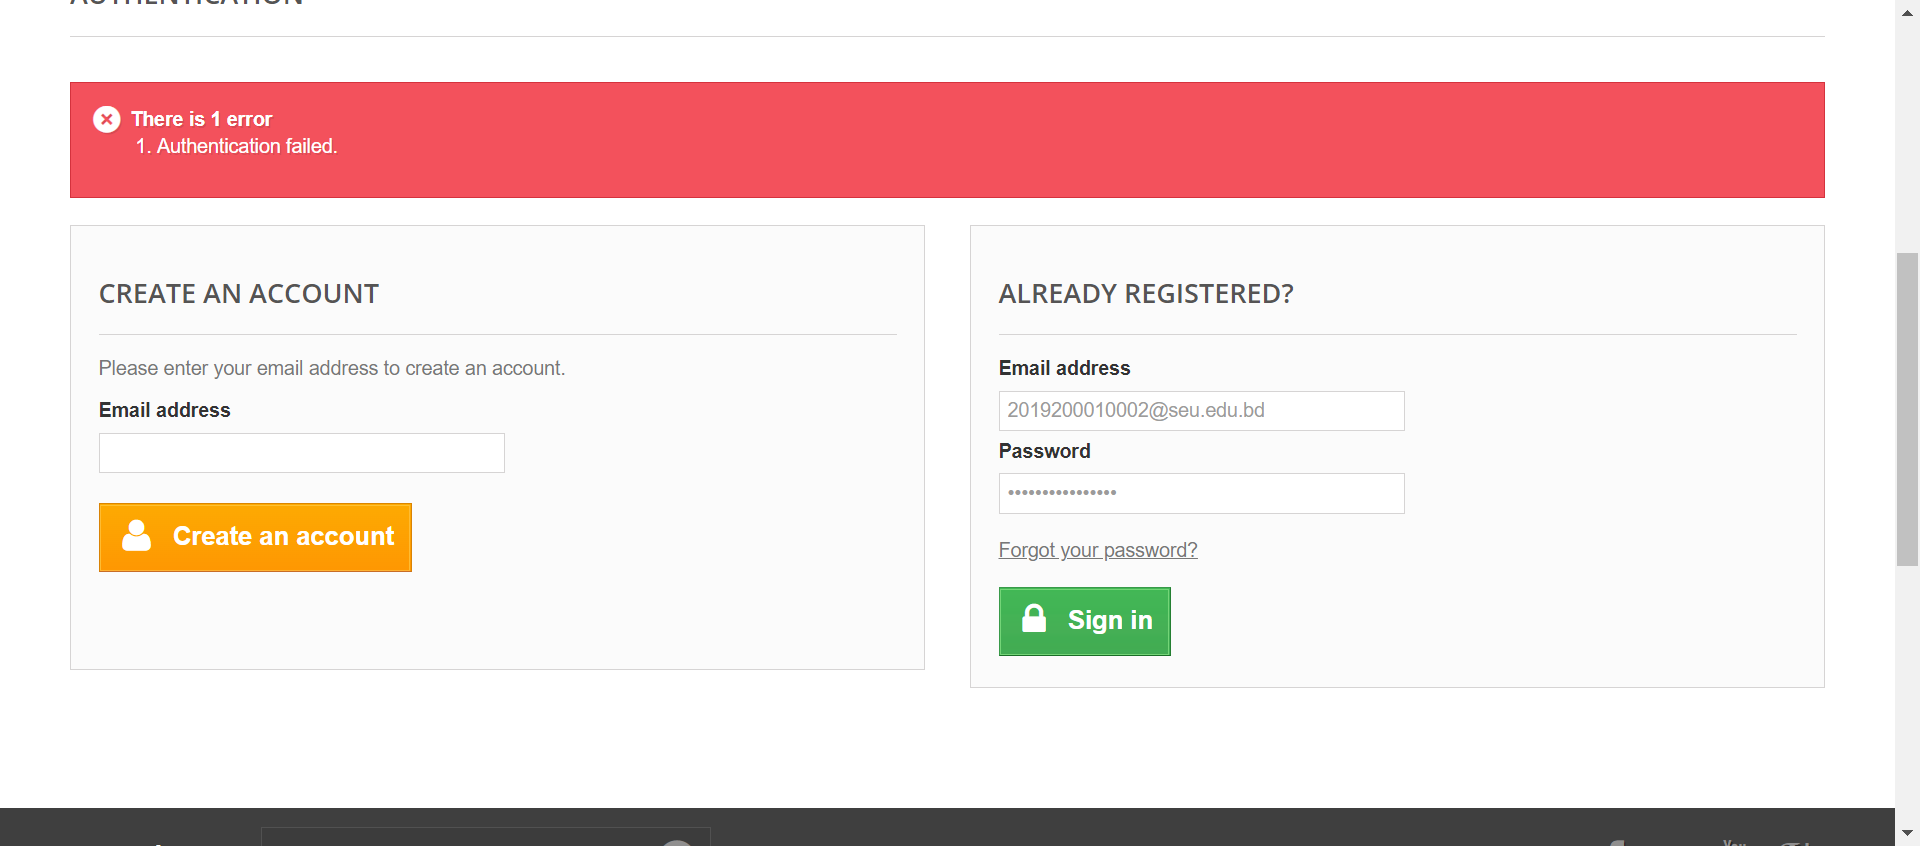 AUTHENTICATION
There is 1 error
1. Authentication failed.
CREATE AN ACCOUNT
Please enter your email address to create an account.
Email address
Create an account
ALREADY REGISTERED?
Email address
2019200010002@seu.edu.bd
Password
••••••••••••••••
Forgot your password?
Sign in